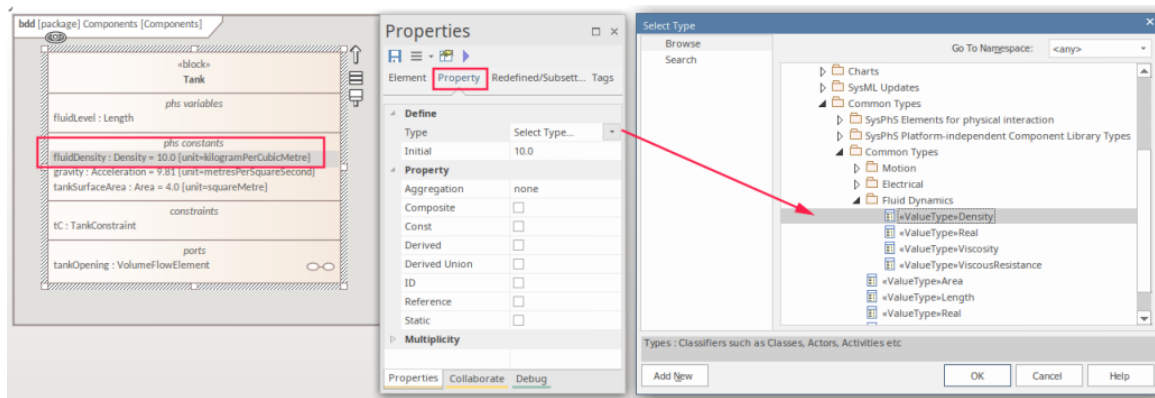 bdd [package] Components [Components]
«block»
Tank
phs variables
fluidLevel : Length
phs constants
fluidDensity : Density = 10.0 {unit=kilogramPerCubicMetre}
gravity : Acceleration = 9.81 {unit=metresPerSquareSecond}
tankSurfaceArea : Area = 4.0 {unit=squareMetre}
constraints
tC : TankConstraint
ports
tankOpening : VolumeFlowElement
Properties
Element Property Redefined/Subsett... Tags
Define
Type Select Type...
Initial 10.0
Property
Aggregation none
Composite
Const
Derived
Derived Union
ID
Reference
Static
Multiplicity
Properties Collaborate Debug
Select Type
Browse
Search
Go To Namespace: <any>
Charts
SysML Updates
Common Types
SysPhS Elements for physical interaction
SysPhS Platform-independent Component Library Types
Common Types
Motion
Electrical
Fluid Dynamics
«ValueType»Density
«ValueType»Real
«ValueType»Viscosity
«ValueType»ViscousResistance
«ValueType»Area
«ValueType»Length
«ValueType»Real
Types : Classifiers such as Classes, Actors, Activities etc
Add New OK Cancel Help